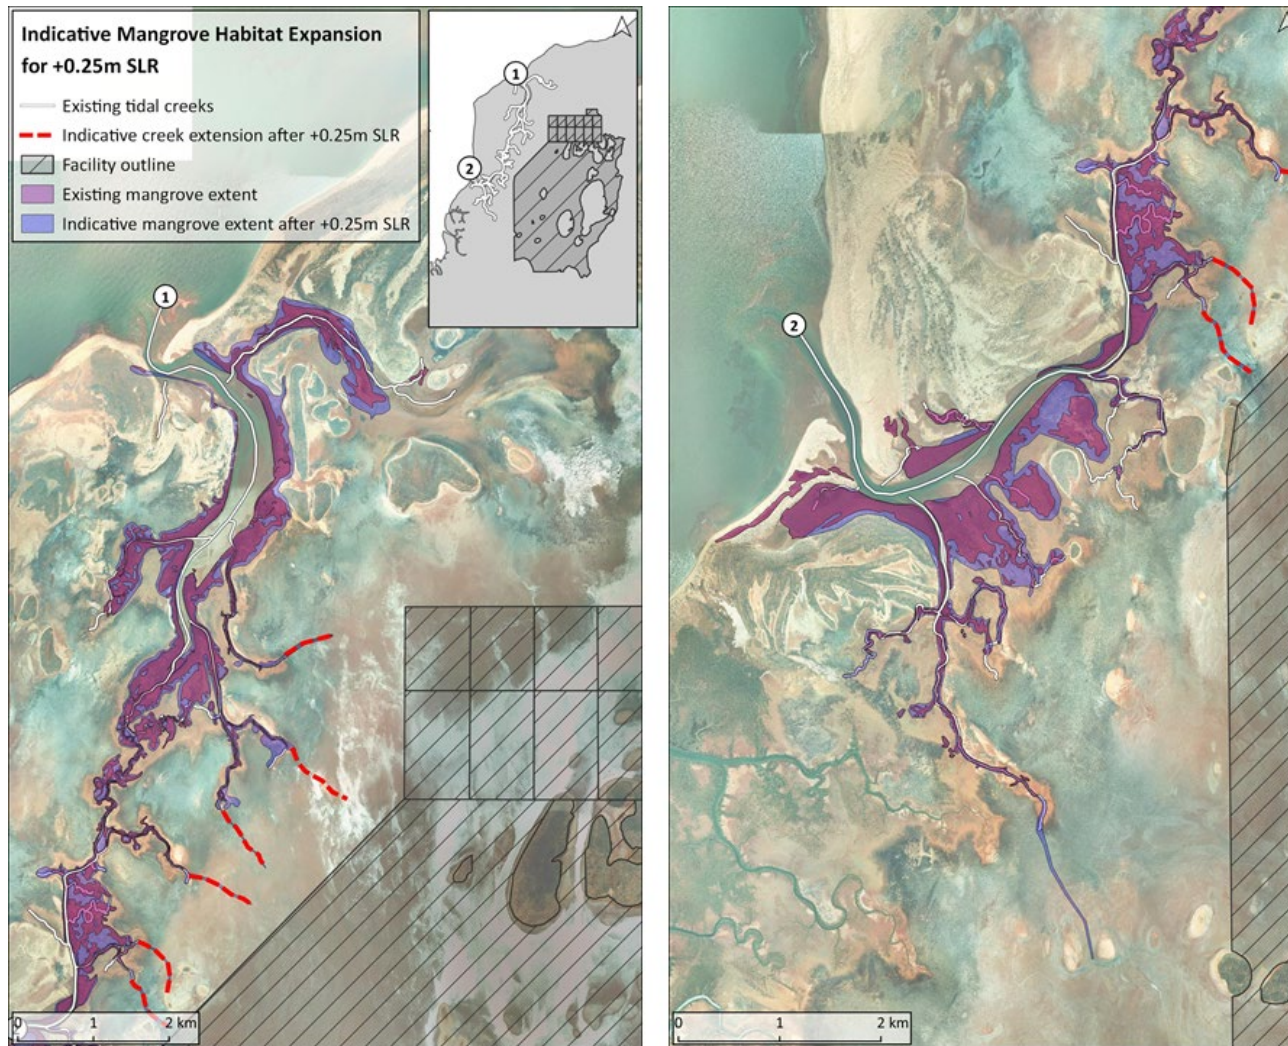 Indicative Mangrove Habitat Expansion
for +0.25m SLR
Existing tidal creeks
Indicative creek extension after +0.25m SLR
Facility outline
Existing mangrove extent
Indicative mangrove extent after +0.25m SLR
1
2
1
2
0 1 2 km
0 1 2 km